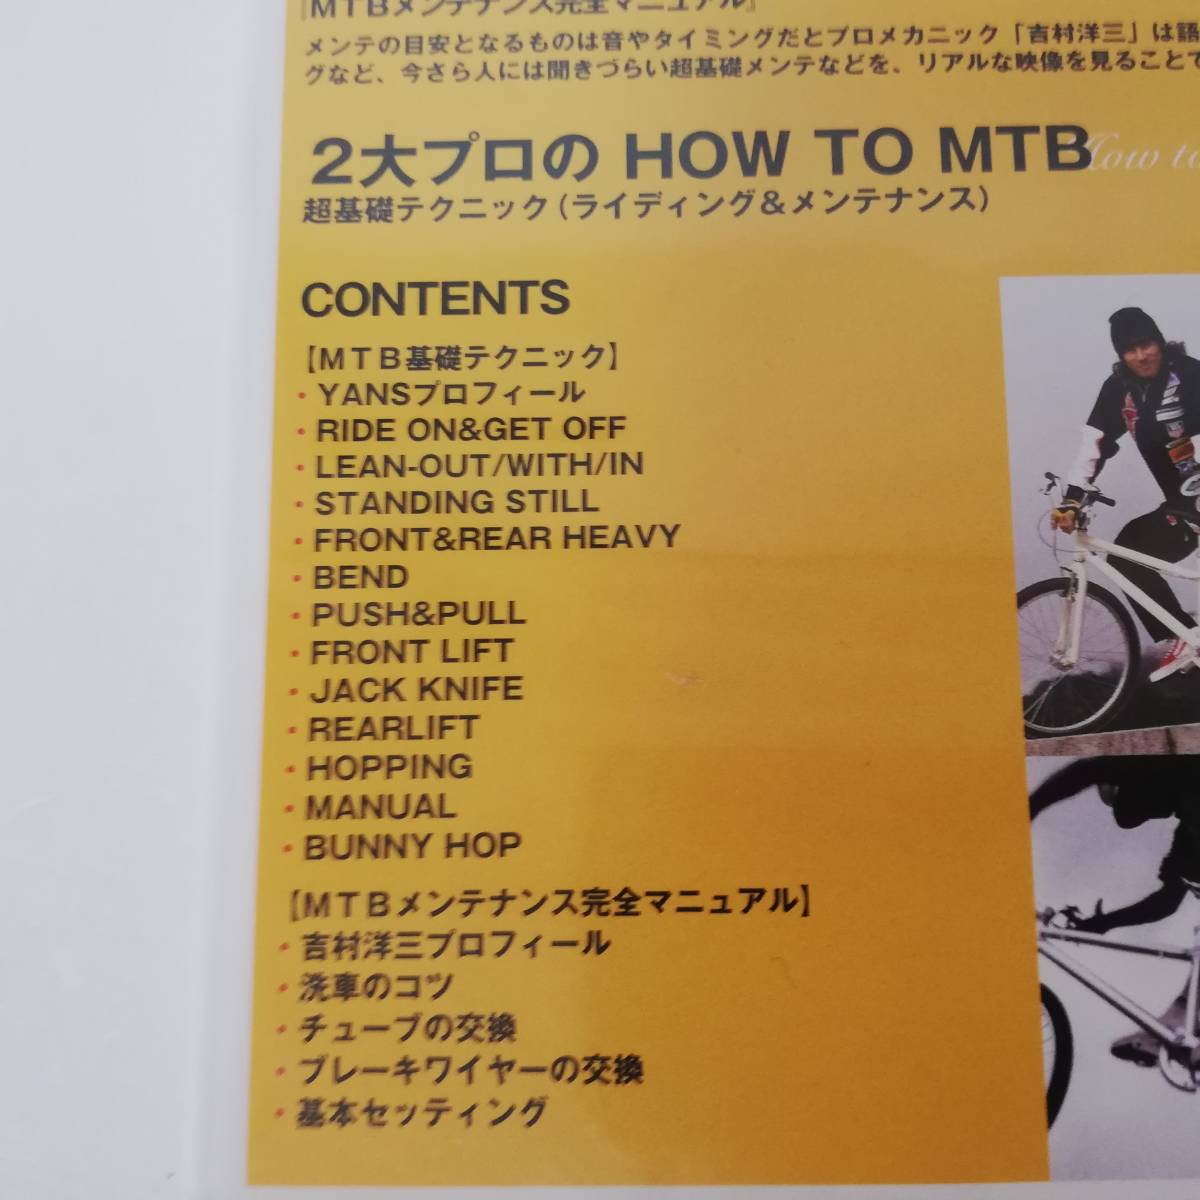 『MTBメンテナンス完全マニュアル』
メンテの目安となるものは音やタイミングだとプロメカニック「吉村洋三」は語
グなど、今さら人には聞きづらい超基礎メンテなどを、リアルな映像を見ることで
2大プロの HOW TO MTB
How to
超基礎テクニック(ライディング&メンテナンス)
CONTENTS
【MTB基礎テクニック】
・YANSプロフィール
・RIDE ON&GET OFF
・LEAN-OUT/WITH/IN
・STANDING STILL
・FRONT&REAR HEAVY
・BEND
・PUSH&PULL
・FRONT LIFT
・JACK KNIFE
・REARLIFT
・HOPPING
・MANUAL
・BUNNY HOP
【MTBメンテナンス完全マニュアル】
・吉村洋三プロフィール
・洗車のコツ
・チューブの交換
・ブレーキワイヤーの交換
・基本セッティング